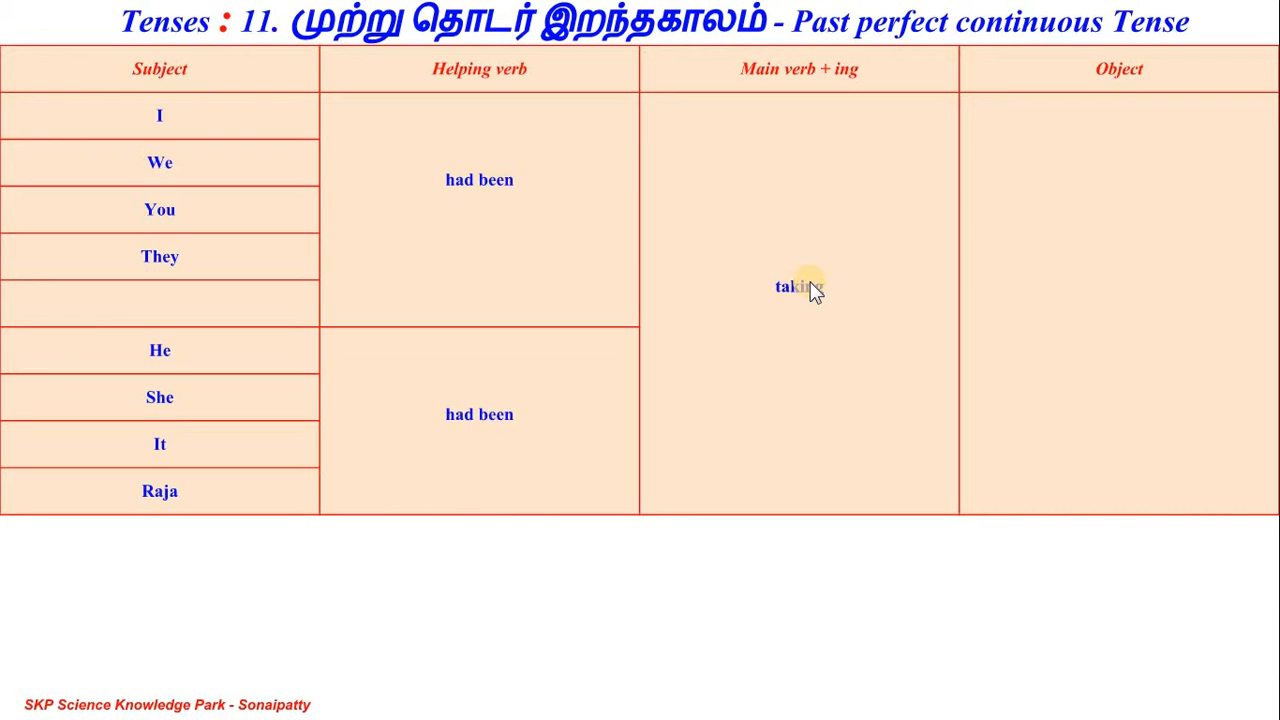 Tenses : 11. முற்று தொடர் இறந்தகாலம் - Past perfect continuous Tense
Subject Helping verb Main verb + ing Object
I
We
had been
You
They
taking
He
She
had been
It
Raja
SKP Science Knowledge Park - Sonaipatty